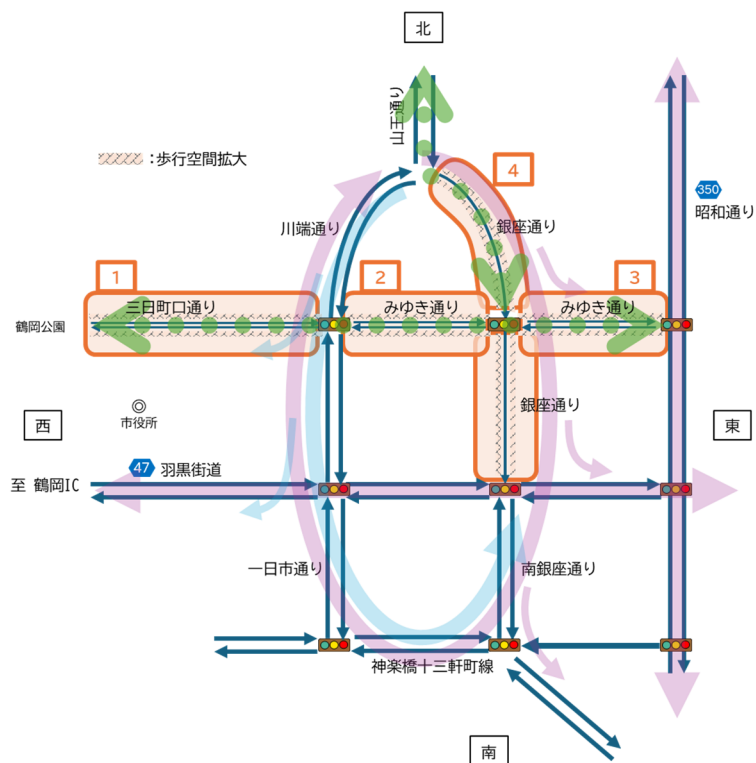 北
山王通り
:歩行空間拡大
4
350
昭和通り
川端通り
銀座通り
1
2
3
三日町口通り
みゆき通り
みゆき通り
鶴岡公園
銀座通り
西
市役所
東
47
羽黒街道
至 鶴岡IC
一日市通り
南銀座通り
神楽橋十三軒町線
南